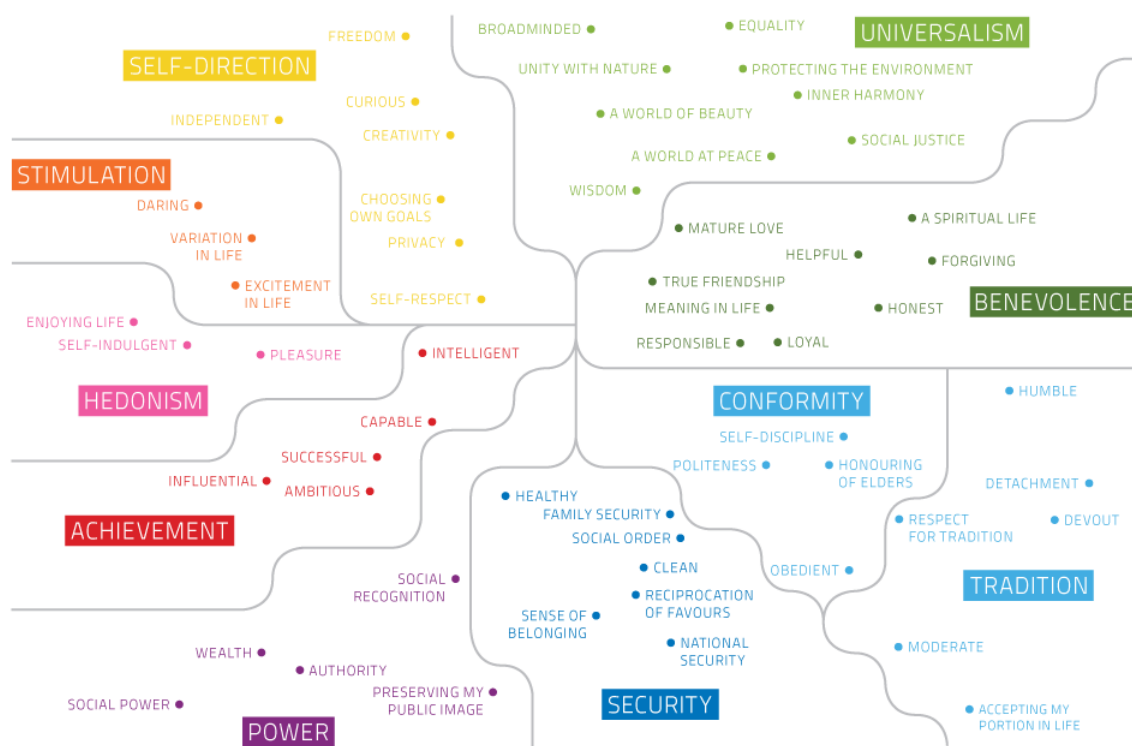 FREEDOM
SELF-DIRECTION
CURIOUS
INDEPENDENT
CREATIVITY
CHOOSING
OWN GOALS
PRIVACY
SELF-RESPECT
BROADMINDED
EQUALITY
UNIVERSALISM
UNITY WITH NATURE
PROTECTING THE ENVIRONMENT
INNER HARMONY
A WORLD OF BEAUTY
SOCIAL JUSTICE
A WORLD AT PEACE
WISDOM
STIMULATION
DARING
VARIATION
IN LIFE
EXCITEMENT
IN LIFE
MATURE LOVE
A SPIRITUAL LIFE
HELPFUL
FORGIVING
TRUE FRIENDSHIP
MEANING IN LIFE
HONEST
BENEVOLENCE
RESPONSIBLE
LOYAL
ENJOYING LIFE
SELF-INDULGENT
PLEASURE
HEDONISM
INTELLIGENT
CAPABLE
SUCCESSFUL
INFLUENTIAL
AMBITIOUS
ACHIEVEMENT
CONFORMITY
SELF-DISCIPLINE
POLITENESS
HONOURING
OF ELDERS
OBEDIENT
HUMBLE
DETACHMENT
RESPECT
FOR TRADITION
DEVOUT
TRADITION
MODERATE
ACCEPTING MY
PORTION IN LIFE
HEALTHY
FAMILY SECURITY
SOCIAL ORDER
CLEAN
RECIPROCATION
OF FAVOURS
SENSE OF
BELONGING
NATIONAL
SECURITY
SECURITY
SOCIAL
RECOGNITION
WEALTH
AUTHORITY
PRESERVING MY
PUBLIC IMAGE
SOCIAL POWER
POWER